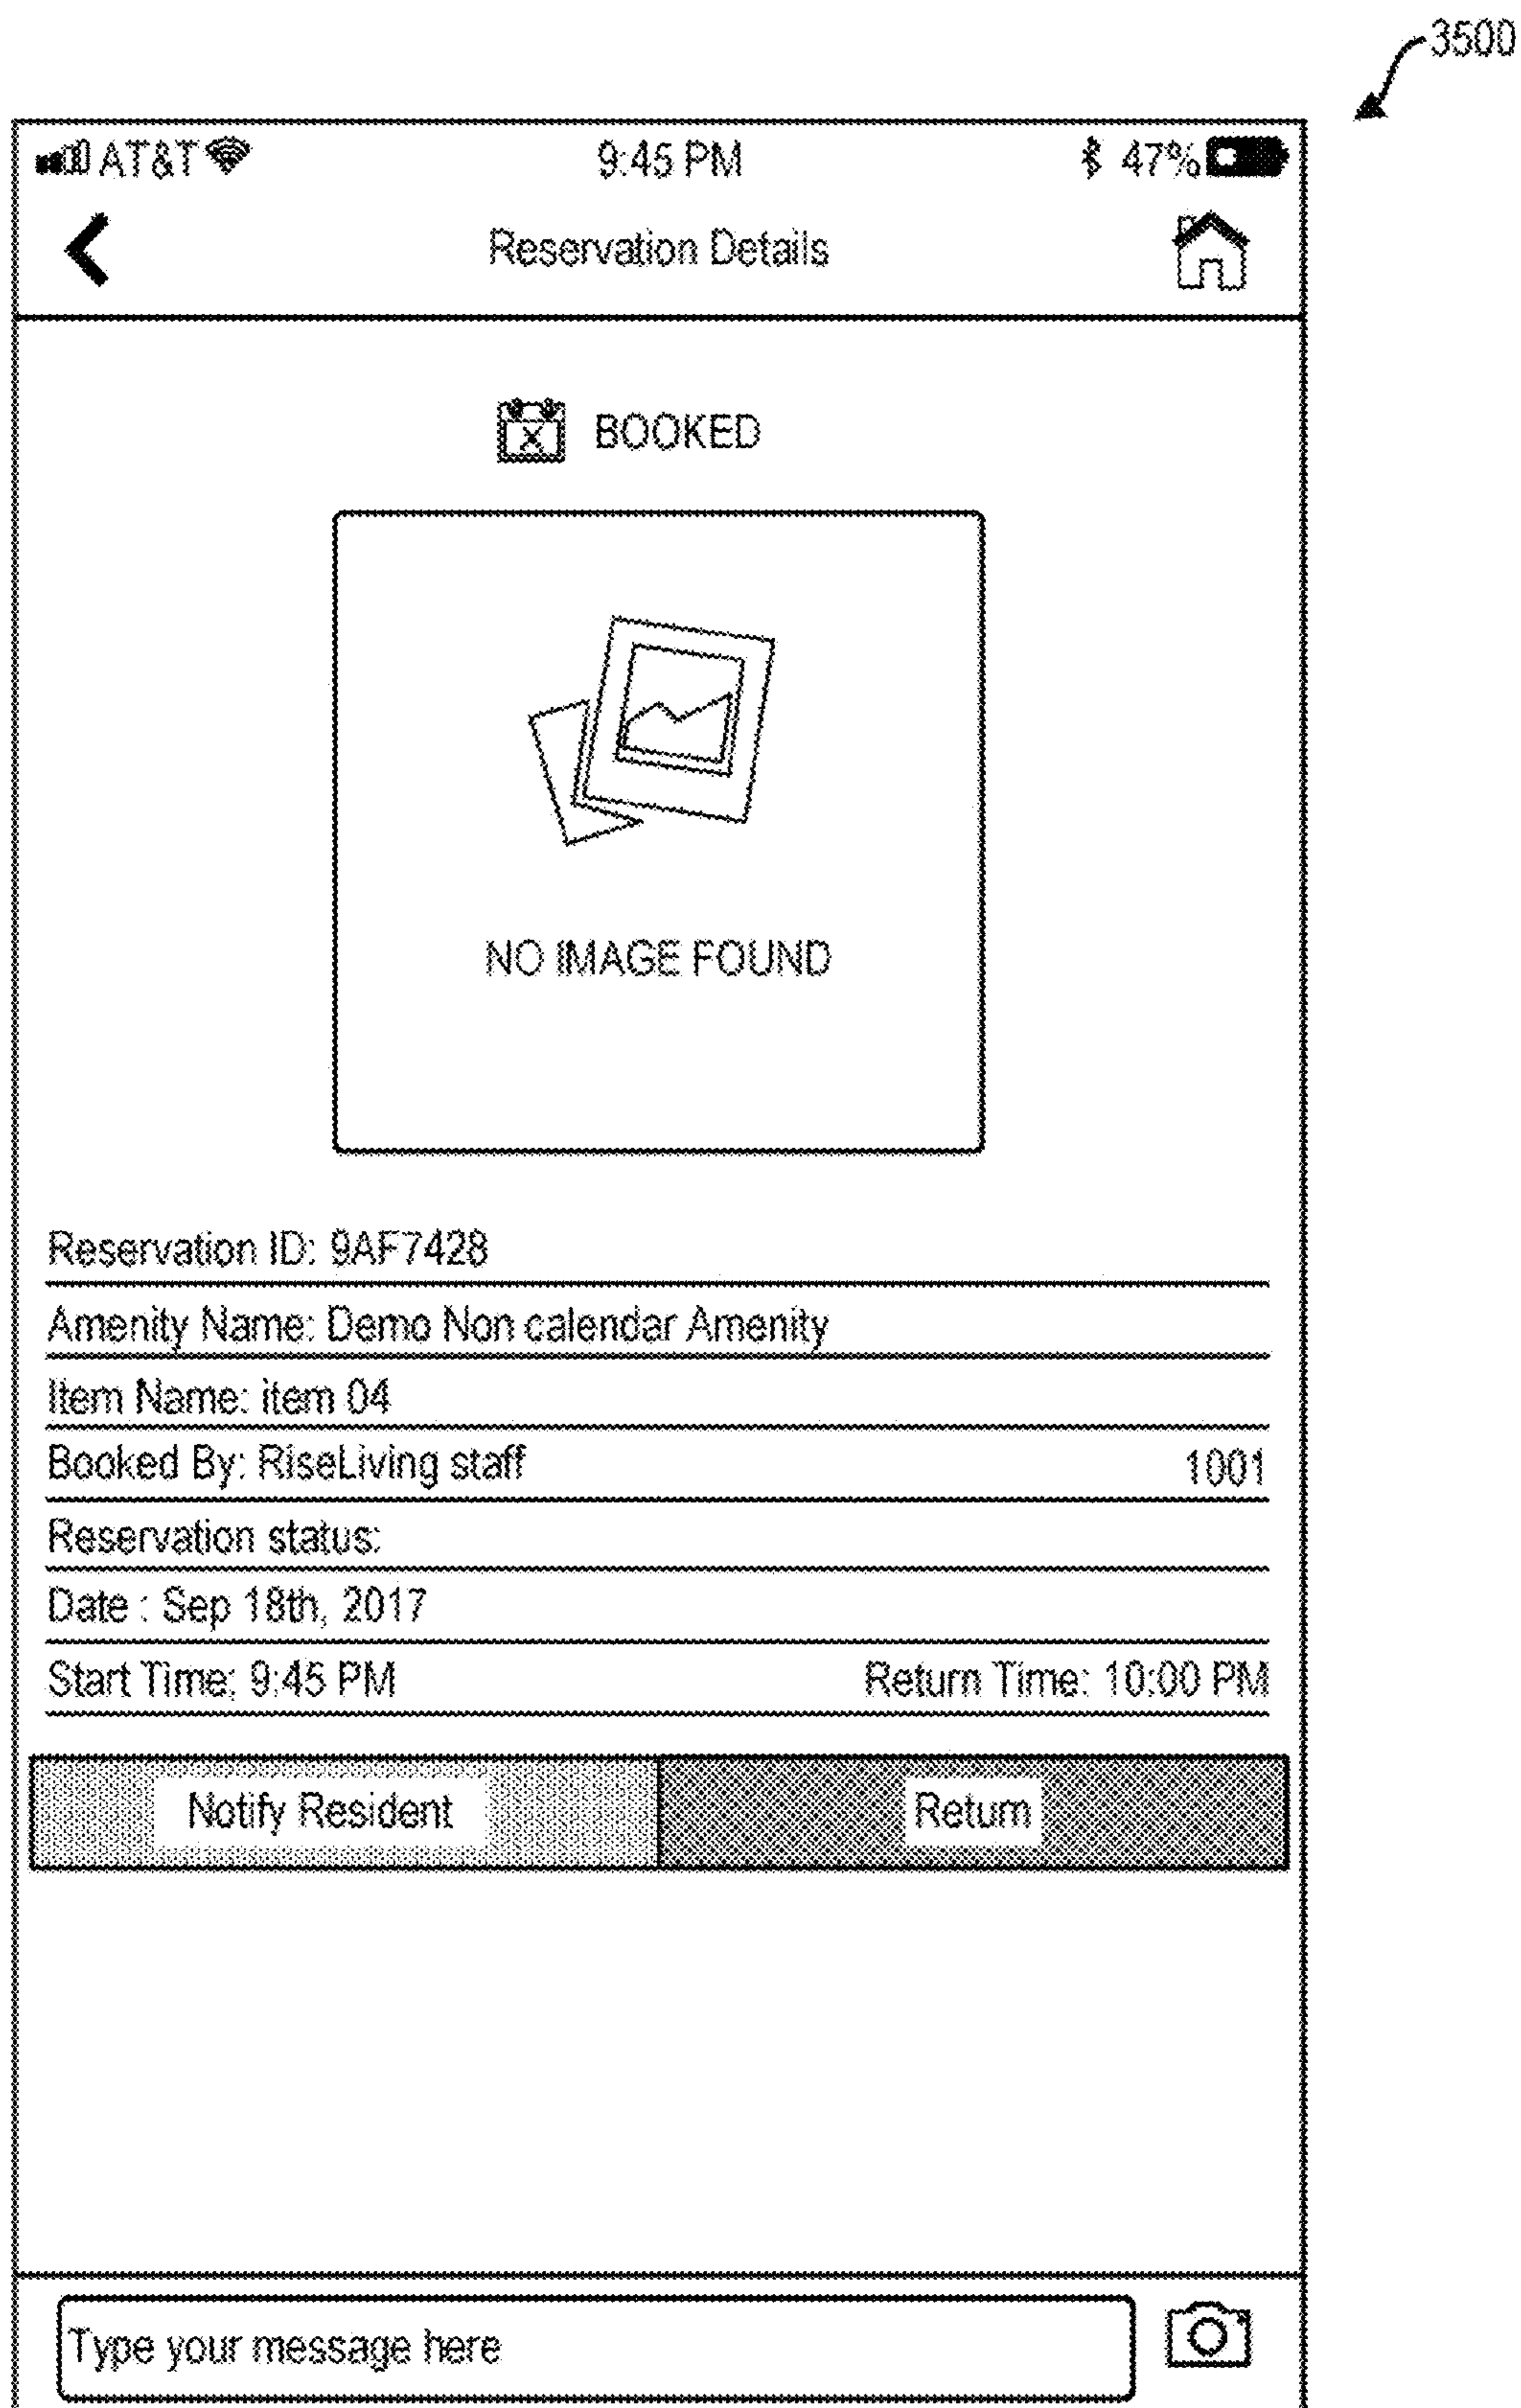 3500
AT&T 9:45 PM 47%
Reservation Details
BOOKED
NO IMAGE FOUND
Reservation ID: 9AF7428
Amenity Name: Demo Non calendar Amenity
Item Name: item 04
Booked By: RiseLiving staff 1001
Reservation status:
Date : Sep 18th, 2017
Start Time: 9:45 PM Return Time: 10:00 PM
Notify Resident Return
Type your message here